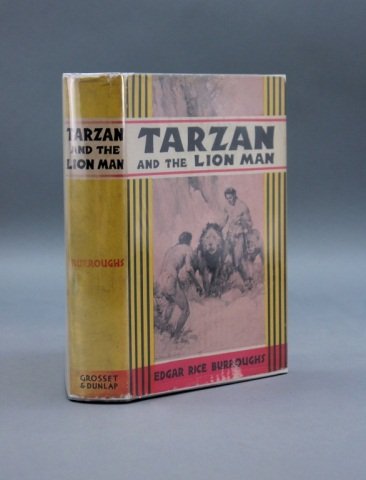 TARZAN
AND THE
LION MAN
BURROUGHS
GROSSET
& DUNLAP
TARZAN
AND THE LION MAN
EDGAR RICE BURROUGHS